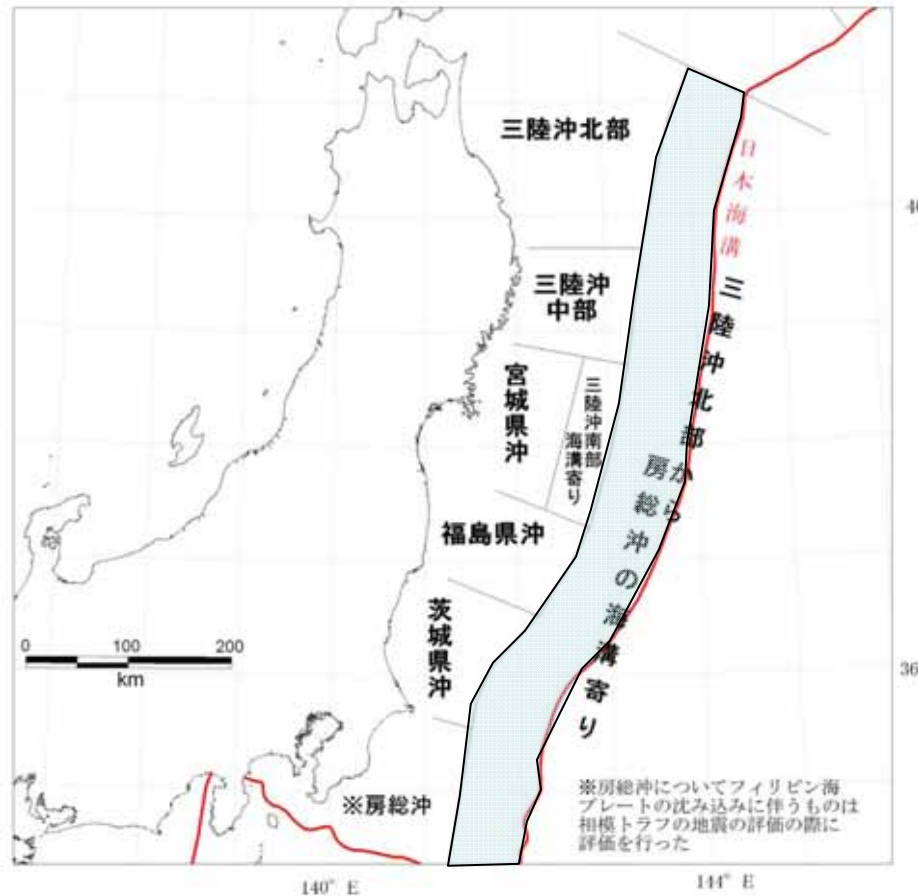 三陸沖北部
日本海溝
40
三陸沖
中部
三陸沖北部から
房総沖の海溝寄り
宮城県沖
三陸沖南部
海溝寄り
福島県沖
茨城県沖
0 100 200
km
36
※房総沖
※房総沖についてフィリピン海
プレートの沈み込みに伴うものは
相模トラフの地震の評価の際に
評価を行った
140° E
144° E